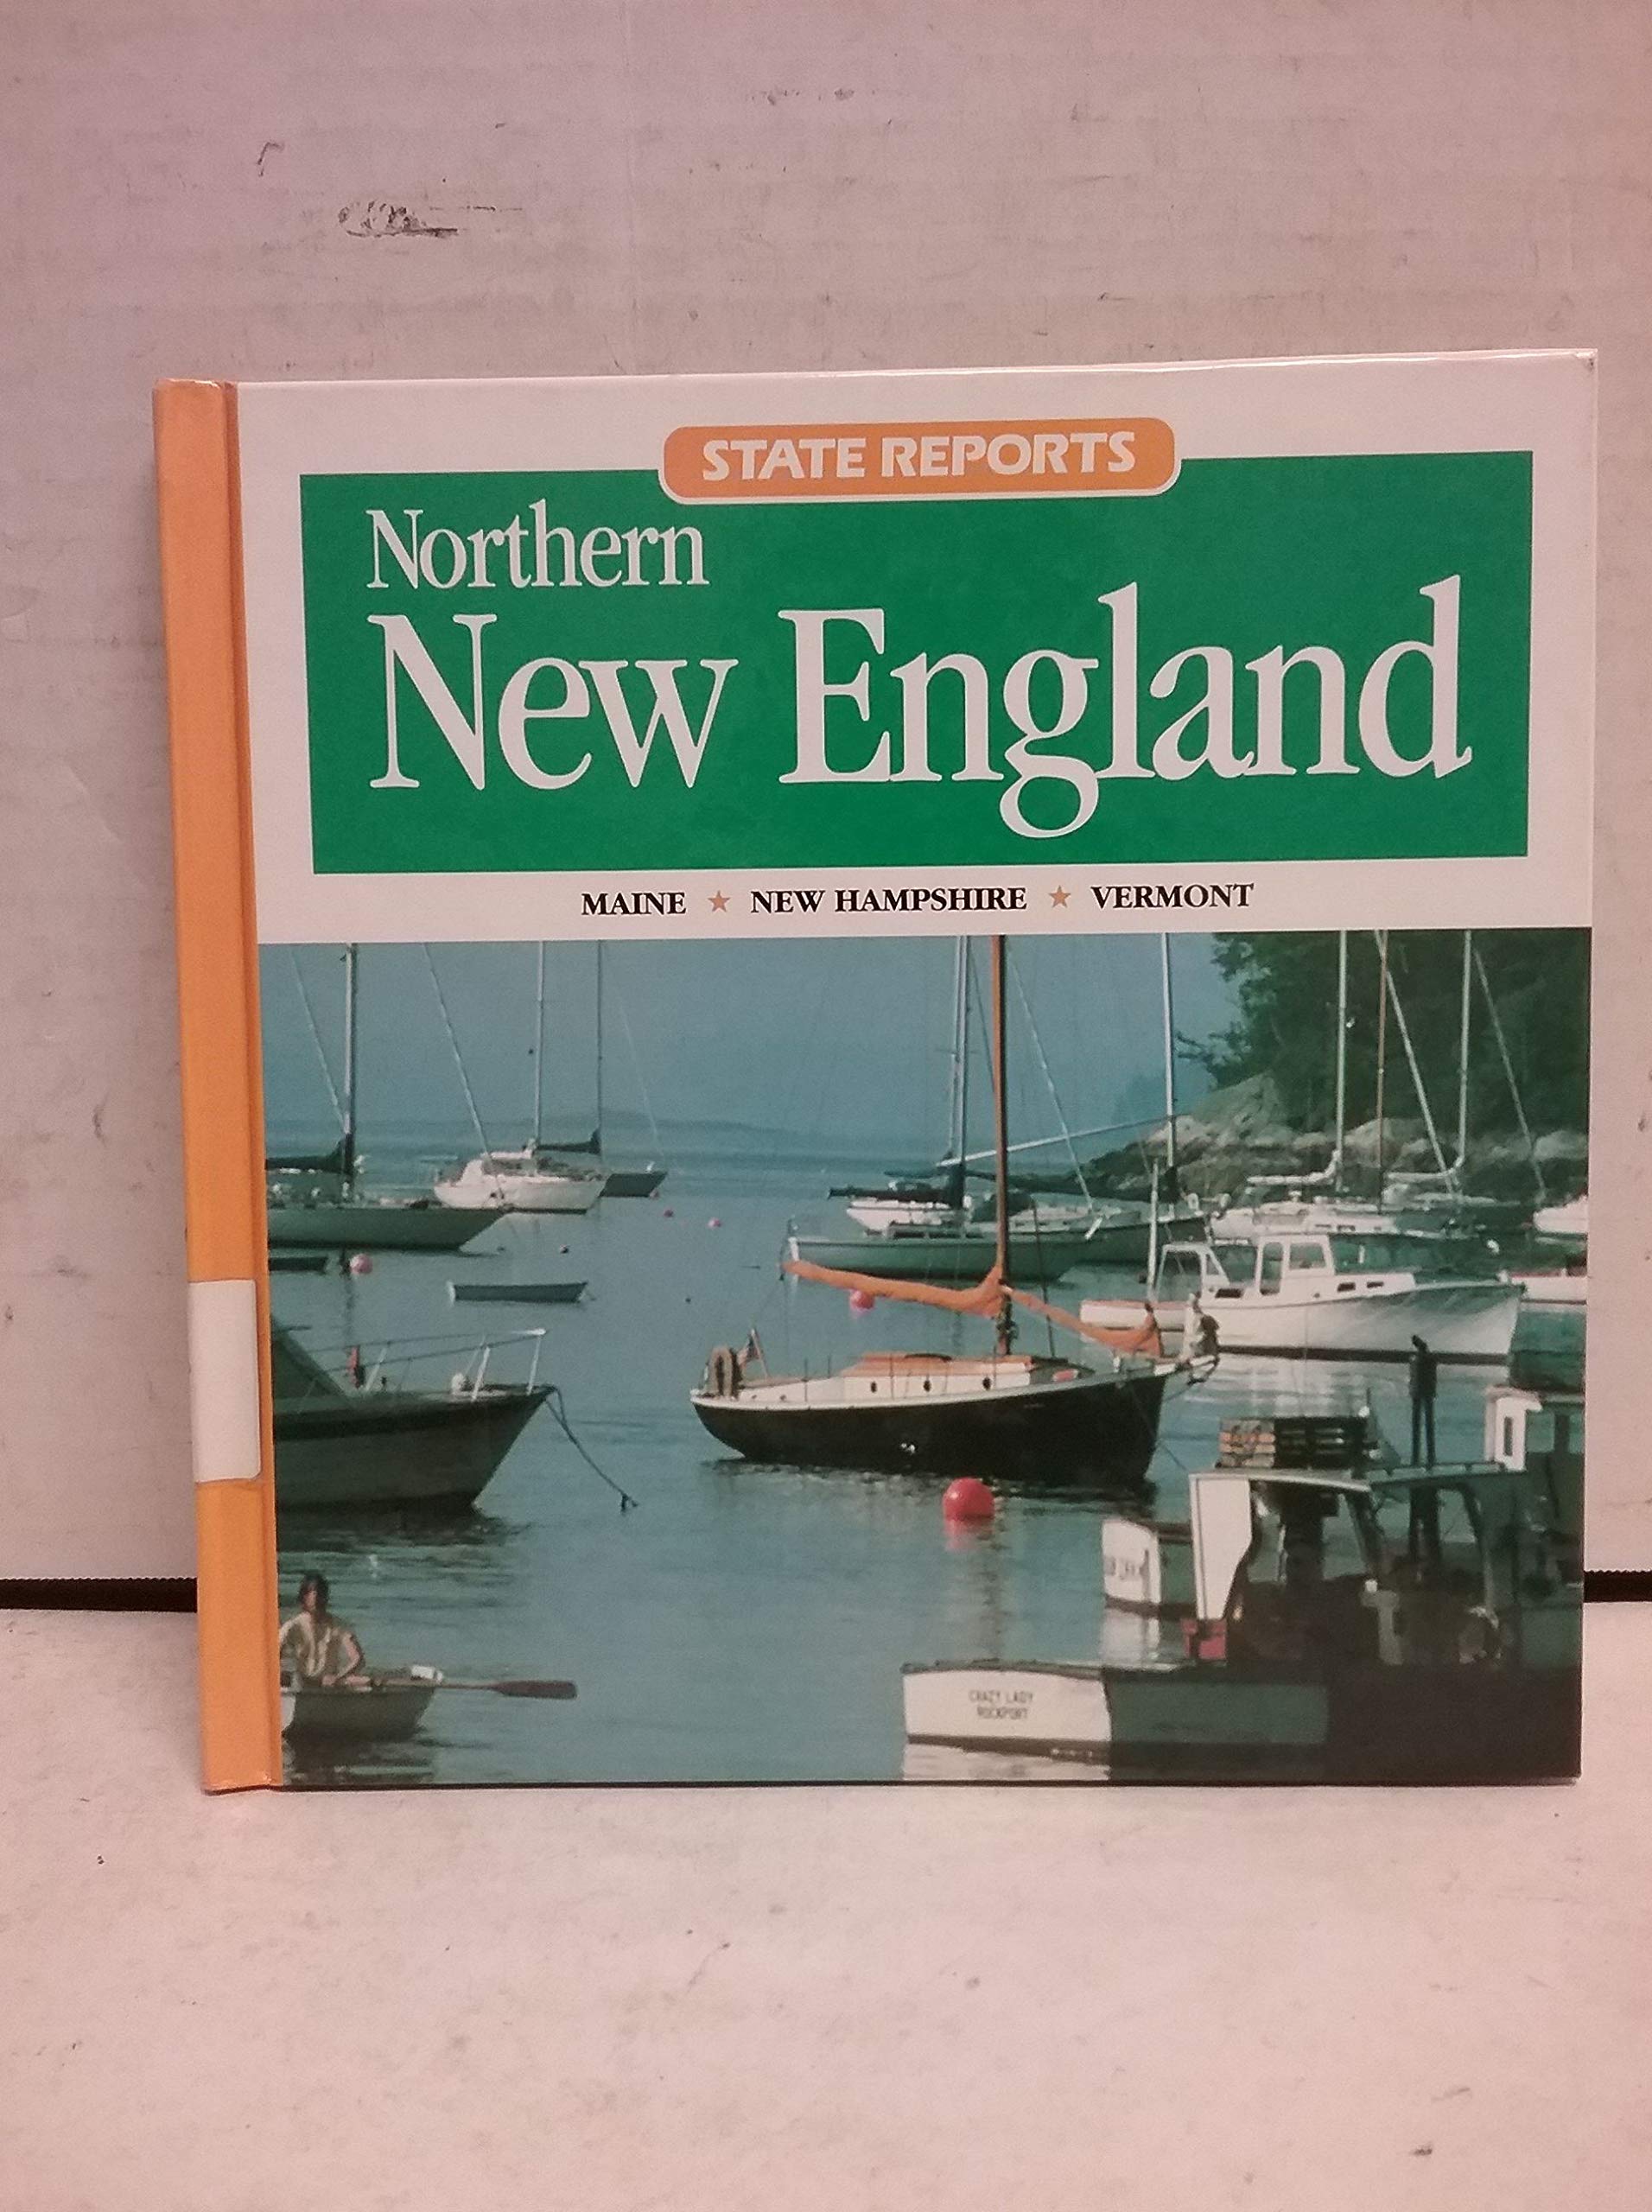 STATE REPORTS
Northern
New England
MAINE ★ NEW HAMPSHIRE ★ VERMONT
CRAZY LADY
ROCKPORT